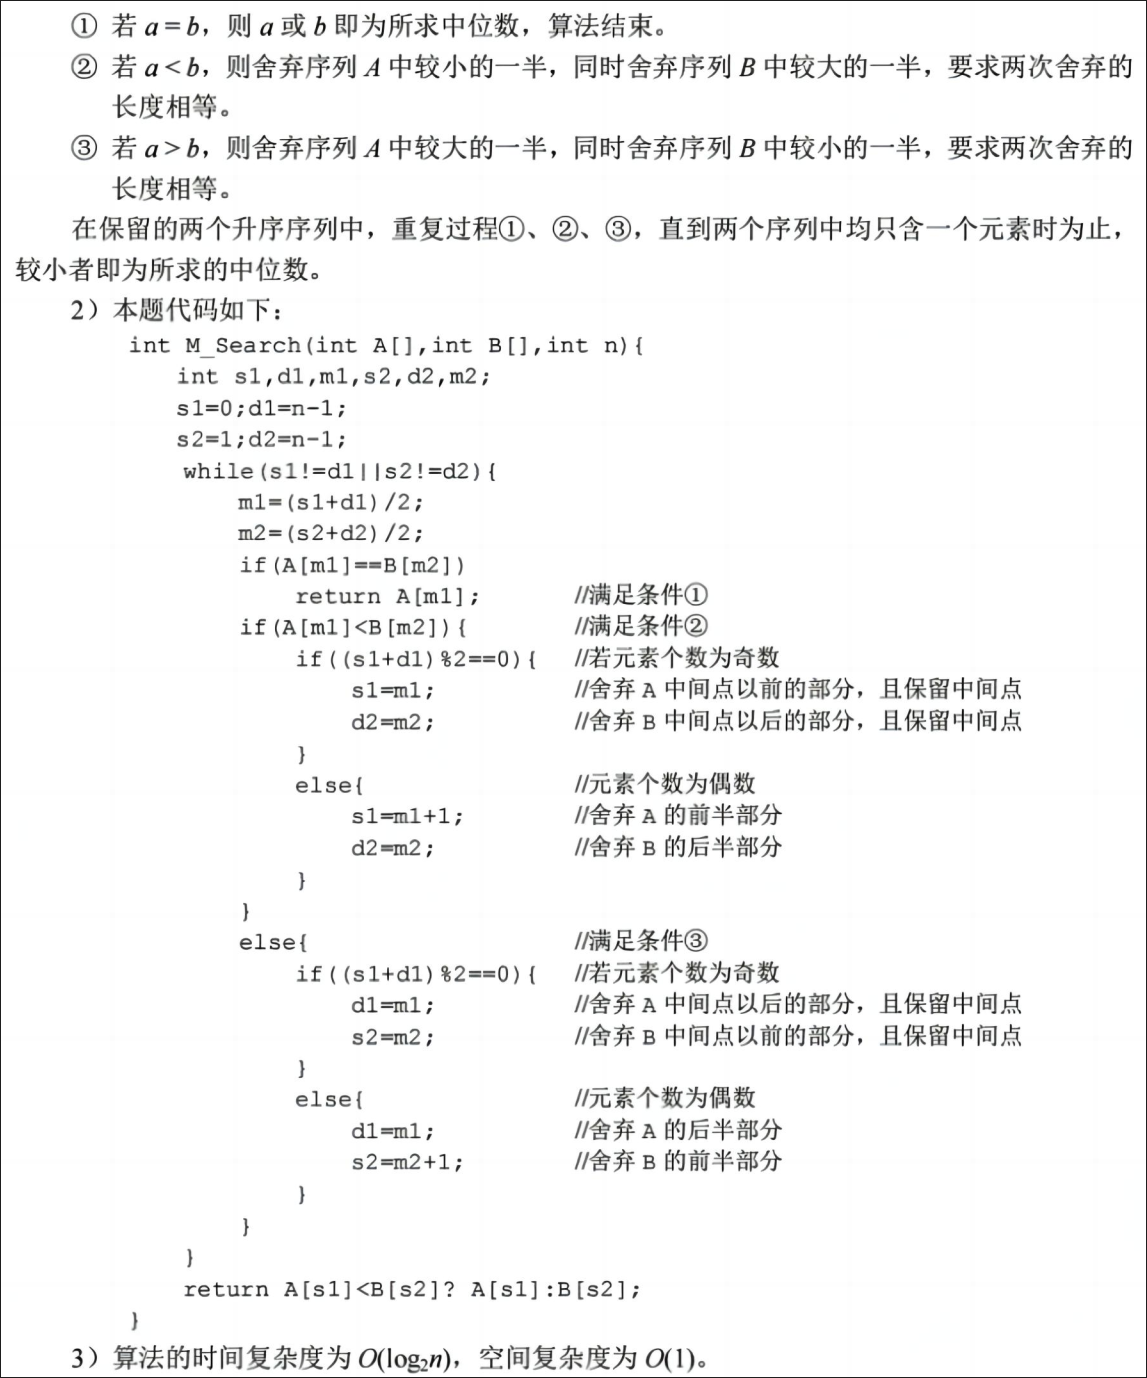 ① 若 a = b，则 a 或 b 即为所求中位数，算法结束。
② 若 a < b，则舍弃序列 A 中较小的一半，同时舍弃序列 B 中较大的一半，要求两次舍弃的
长度相等。
③ 若 a > b，则舍弃序列 A 中较大的一半，同时舍弃序列 B 中较小的一半，要求两次舍弃的
长度相等。
在保留的两个升序序列中，重复过程①、②、③，直到两个序列中均只含一个元素时为止，
较小者即为所求的中位数。
2）本题代码如下：
int M_Search(int A[],int B[],int n){
int s1,d1,m1,s2,d2,m2;
s1=0;d1=n-1;
s2=1;d2=n-1;
while(s1!=d1||s2!=d2){
m1=(s1+d1)/2;
m2=(s2+d2)/2;
if(A[m1]==B[m2])
return A[m1]; //满足条件①
if(A[m1]<B[m2]){ //满足条件②
if((s1+d1)%2==0){ //若元素个数为奇数
s1=m1; //舍弃 A 中间点以前的部分，且保留中间点
d2=m2; //舍弃 B 中间点以后的部分，且保留中间点
}
else{ //元素个数为偶数
s1=m1+1; //舍弃 A 的前半部分
d2=m2; //舍弃 B 的后半部分
}
}
else{ //满足条件③
if((s1+d1)%2==0){ //若元素个数为奇数
d1=m1; //舍弃 A 中间点以后的部分，且保留中间点
s2=m2; //舍弃 B 中间点以前的部分，且保留中间点
}
else{ //元素个数为偶数
d1=m1; //舍弃 A 的后半部分
s2=m2+1; //舍弃 B 的前半部分
}
}
}
return A[s1]<B[s2]? A[s1]:B[s2];
}
3）算法的时间复杂度为 O(log₂n)，空间复杂度为 O(1)。